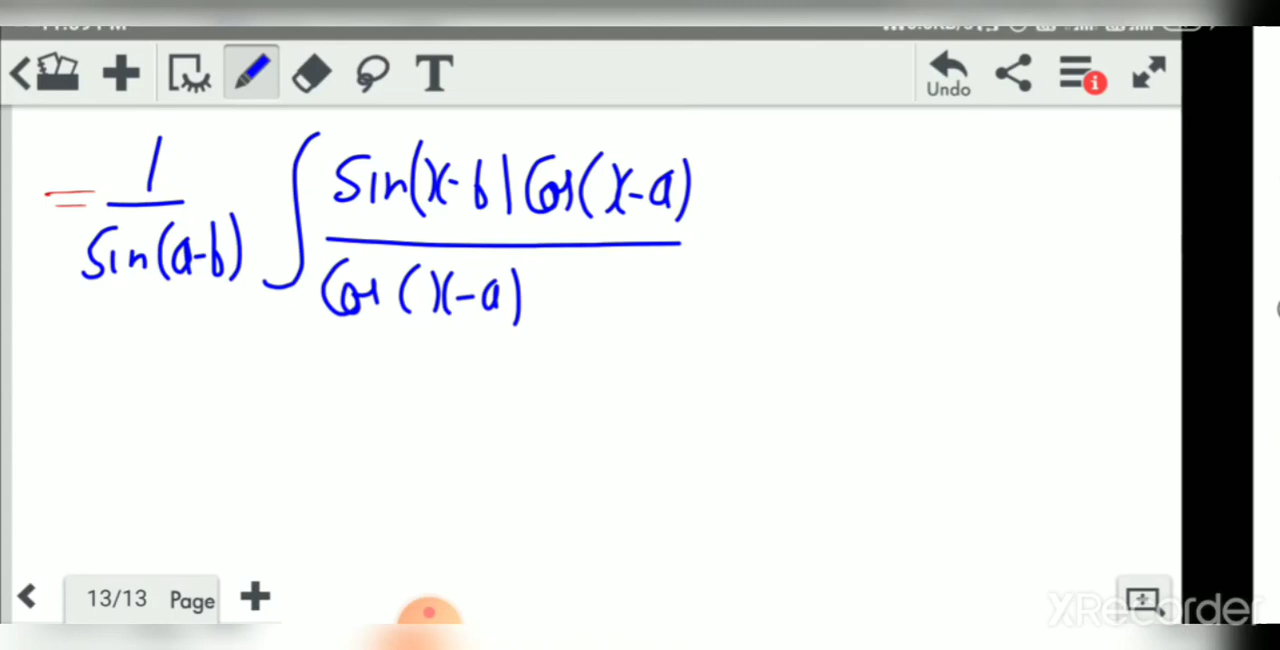 Undo
= 1/sin(a-b) ∫ sin(x-b) cos(x-a) / cos(x-a)
13/13 Page
XRecorder